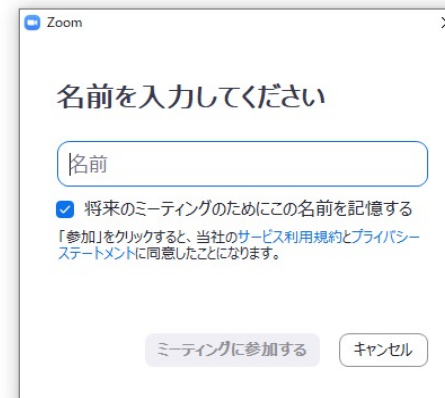 Zoom
名前を入力してください
名前
将来のミーティングのためにこの名前を記憶する
「参加」をクリックすると、当社のサービス利用規約とプライバシー
ステートメントに同意したことになります。
ミーティングに参加する
キャンセル